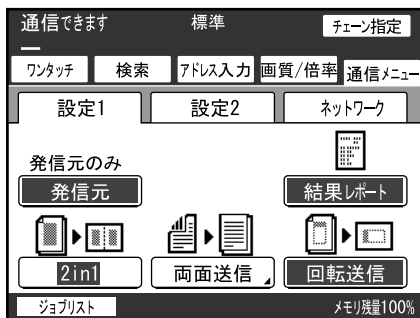 通信できます 標準 チェーン指定
ワンタッチ 検索 アドレス入力 画質/倍率 通信メニュー
設定1 設定2 ネットワーク
発信元のみ
発信元 結果レポート
2in1 両面送信 回転送信
ジョブリスト メモリ残量100%